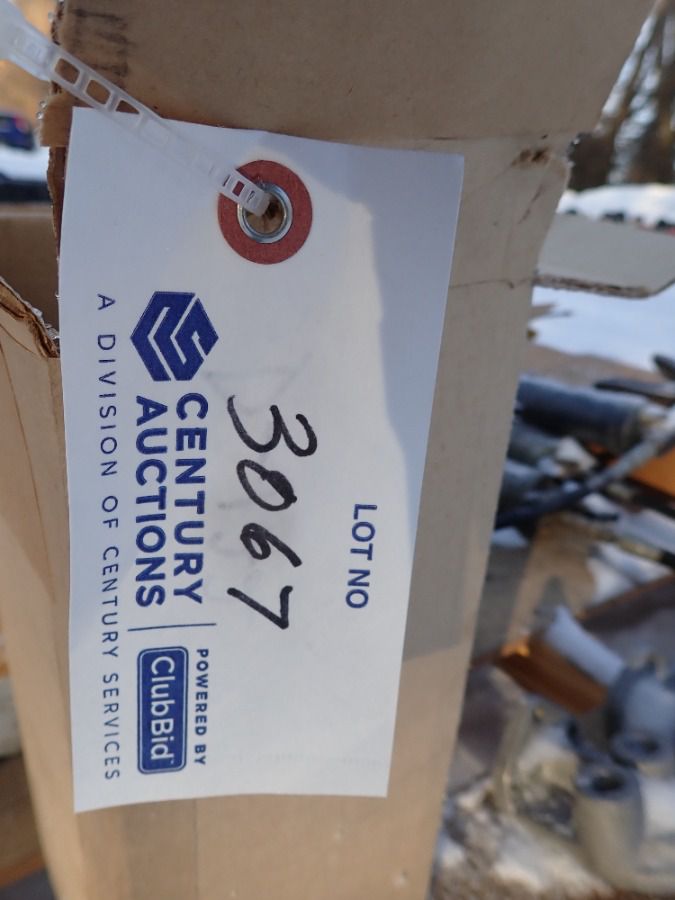 LOT NO
3067
CENTURY
AUCTIONS
POWERED BY
ClubBid
A DIVISION OF CENTURY SERVICES